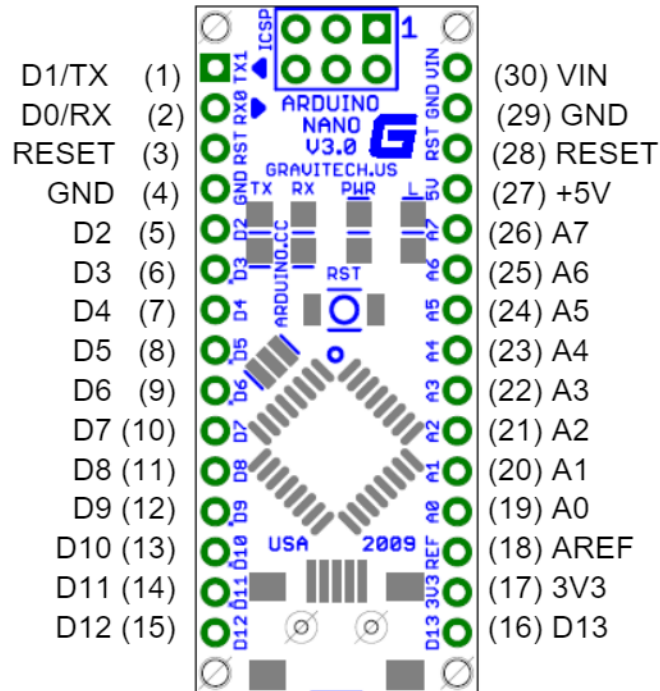 D1/TX (1)
D0/RX (2)
RESET (3)
GND (4)
D2 (5)
D3 (6)
D4 (7)
D5 (8)
D6 (9)
D7 (10)
D8 (11)
D9 (12)
D10 (13)
D11 (14)
D12 (15)
TX1
RX0
RST
GND
D2
D3
D4
D5
D6
D7
D8
D9
D10
D11
D12
ICSP
1
ARDUINO
NANO
V3.0
G
GRAVITECH.US
TX RX PWR L
ARDUINO.CC
RST
USA 2009
VIN
GND
RST
5V
A7
A6
A5
A4
A3
A2
A1
A0
REF
3V3
D13
(30) VIN
(29) GND
(28) RESET
(27) +5V
(26) A7
(25) A6
(24) A5
(23) A4
(22) A3
(21) A2
(20) A1
(19) A0
(18) AREF
(17) 3V3
(16) D13